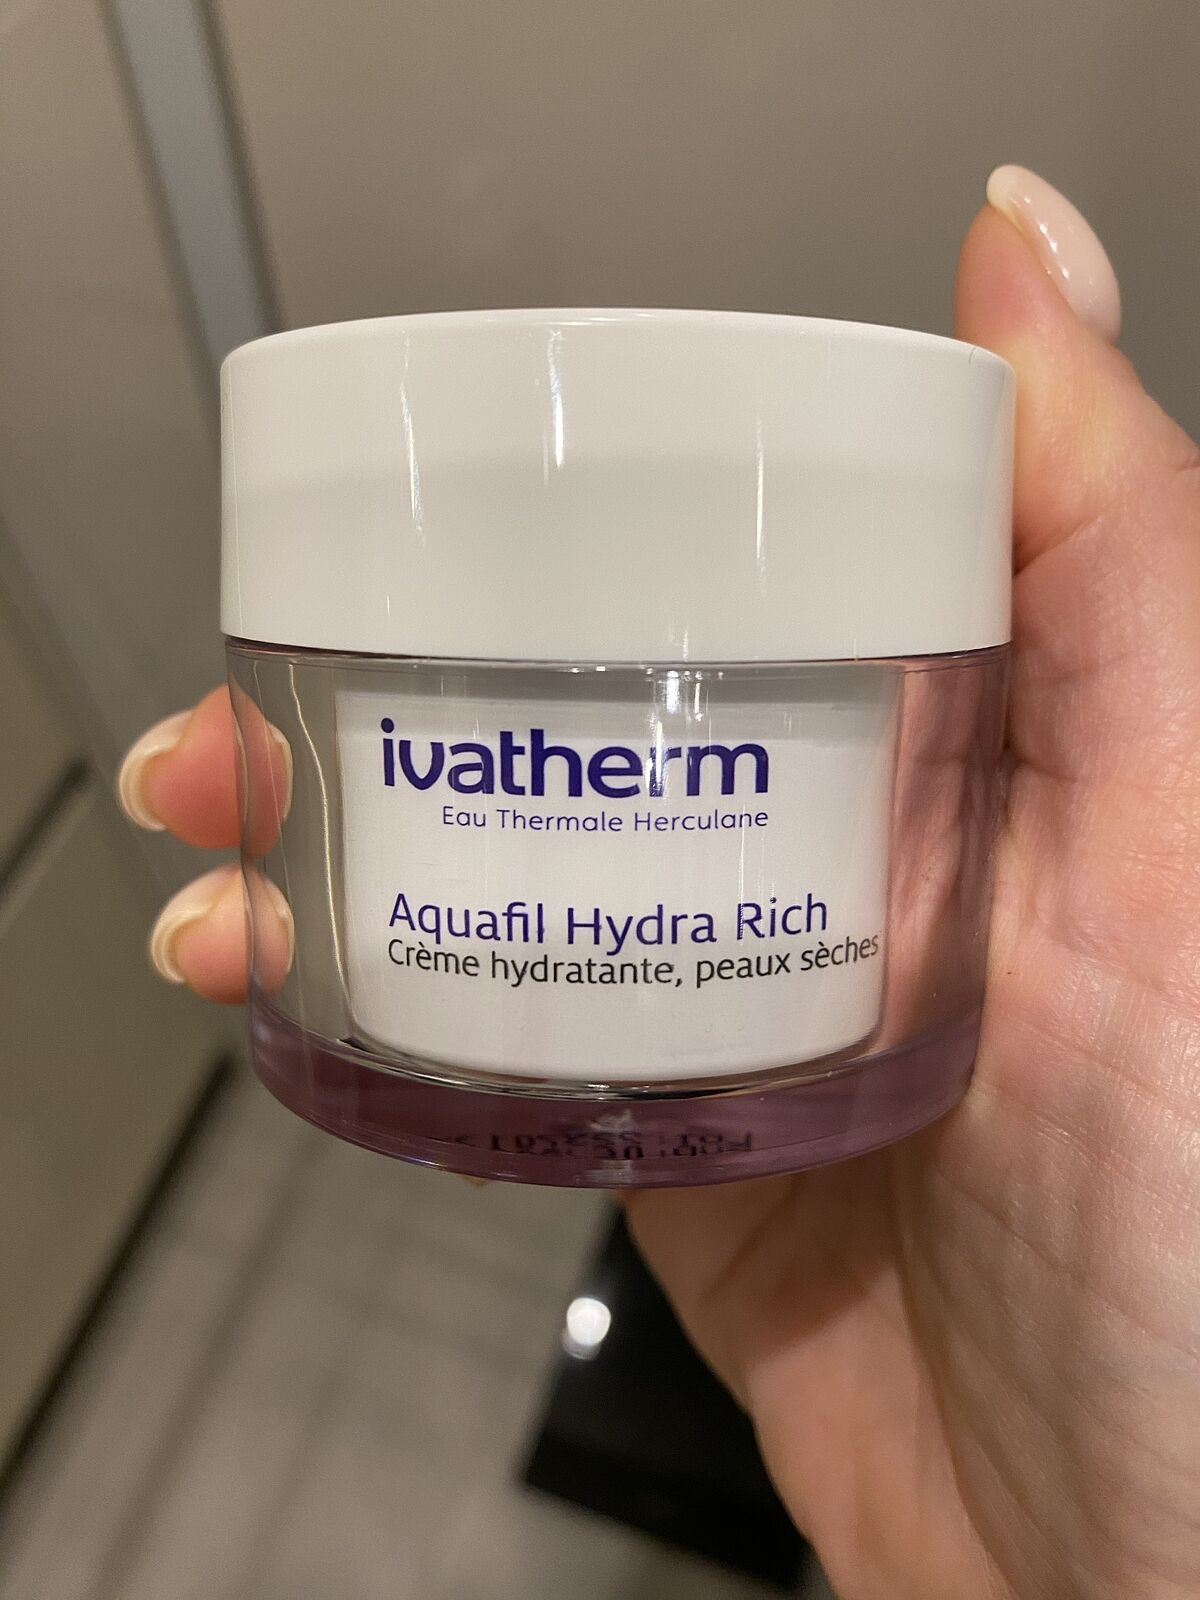 ivatherm
Eau Thermale Herculane
Aquafil Hydra Rich
Crème hydratante, peaux sèches